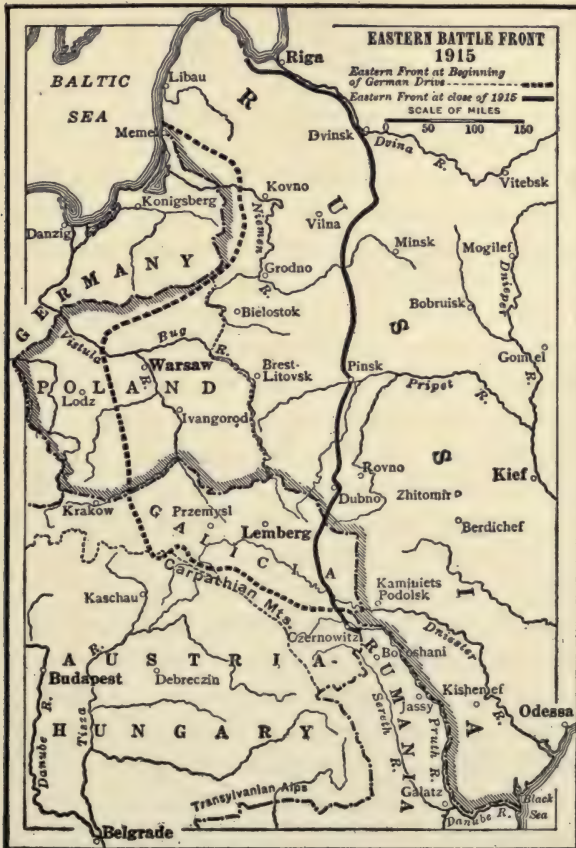 EASTERN BATTLE FRONT
1915
Eastern Front at Beginning
of German Drive
Eastern Front at close of 1915
SCALE OF MILES
0 50 100 150
BALTIC
SEA
Riga
Libau
Memel
Dvinsk
Dvina R.
Vitebsk
Konigsberg
Kovno
Niemen R.
Vilna
Danzig
Minsk
Mogilef
Dnieper R.
GERMANY
Grodno
Bielostok
Bobruisk
RUSSIA
Vistula R.
Bug R.
Gomel
Warsaw
Brest-
Litovsk
Pinsk
POLAND
Lodz
Pripet R.
Ivangorod
Rovno
Kief
Dubno
Zhitomir
Krakow
Przemysl
Lemberg
Berdichef
GALICIA
Kaminiets
Podolsk
Carpathian Mts.
Kaschau
Czernowitz
Dniester R.
Botoshani
AUSTRIA-
Budapest
Debreczin
RUMANIA
Jassy
Kishenef
Odessa
Danube R.
Tisza R.
HUNGARY
Sereth R.
Pruth R.
Transylvanian Alps
Galatz
Black
Sea
Danube R.
Belgrade